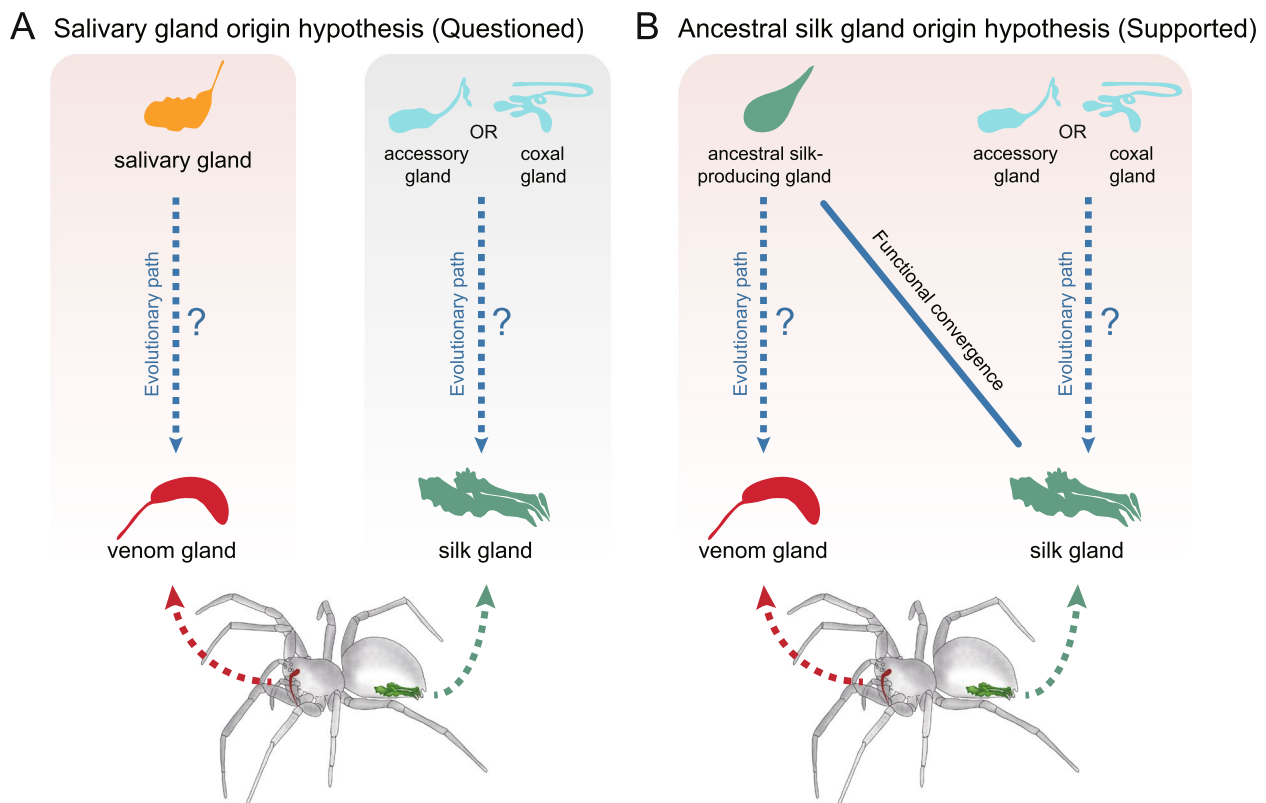 A Salivary gland origin hypothesis (Questioned)
salivary gland
OR
accessory
gland
coxal
gland
Evolutionary path
?
Evolutionary path
?
venom gland
silk gland
B Ancestral silk gland origin hypothesis (Supported)
ancestral silk-
producing gland
OR
accessory
gland
coxal
gland
Evolutionary path
?
Functional convergence
Evolutionary path
?
venom gland
silk gland